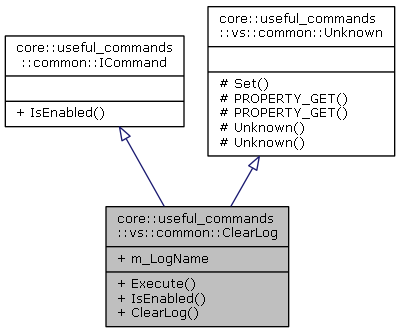 core::useful_commands
::common::ICommand
+ IsEnabled()
core::useful_commands
::vs::common::Unknown
# Set()
# PROPERTY_GET()
# PROPERTY_GET()
# Unknown()
# Unknown()
core::useful_commands
::vs::common::ClearLog
+ m_LogName
+ Execute()
+ IsEnabled()
+ ClearLog()